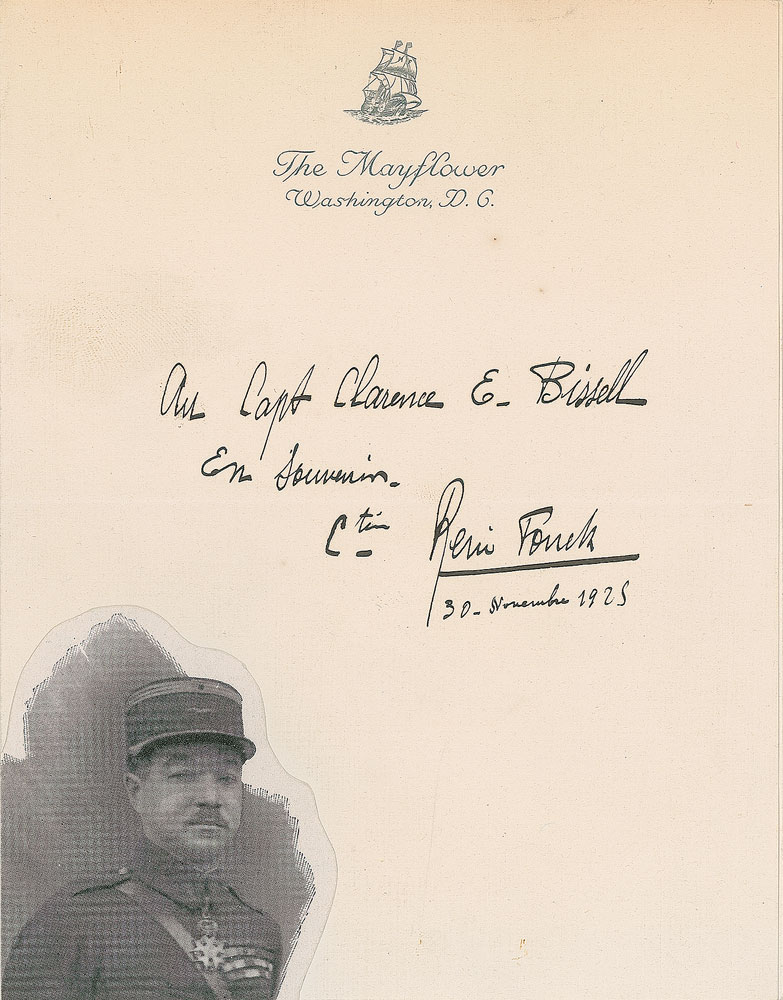 The Mayflower
Washington, D. C.
Au Capt Clarence E- Bissell
En Souvenir-
Cne René Fonck
30- Novembre 1925